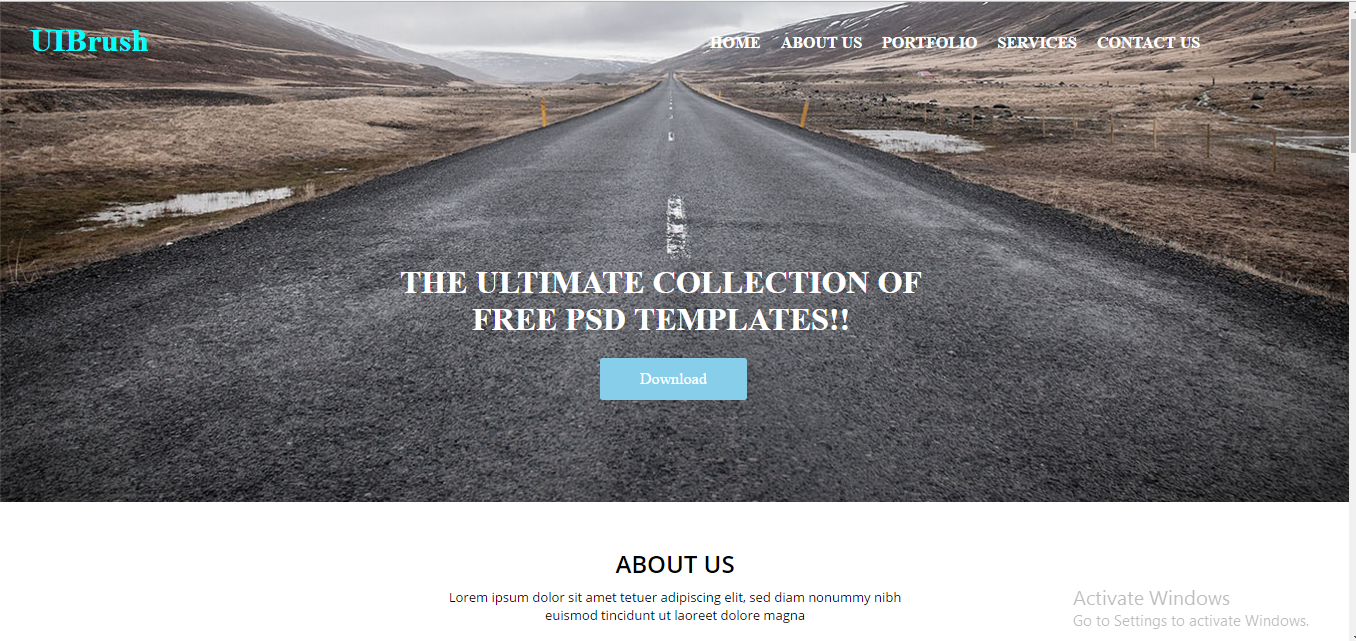 UIBrush
HOME ABOUT US PORTFOLIO SERVICES CONTACT US
THE ULTIMATE COLLECTION OF
FREE PSD TEMPLATES!!
Download
ABOUT US
Lorem ipsum dolor sit amet tetuer adipiscing elit, sed diam nonummy nibh
euismod tincidunt ut laoreet dolore magna
Activate Windows
Go to Settings to activate Windows.